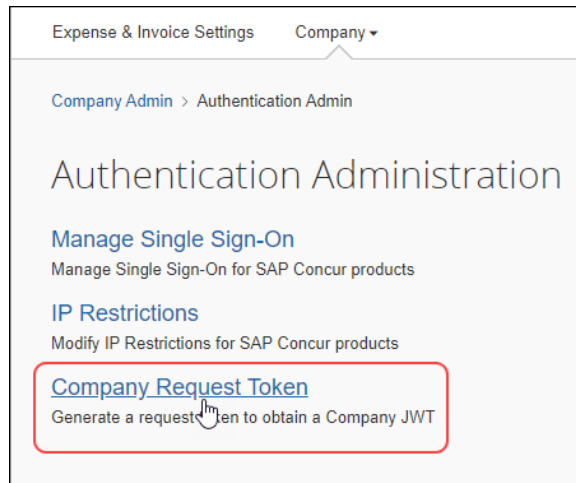 Expense & Invoice Settings Company
Company Admin > Authentication Admin
Authentication Administration
Manage Single Sign-On
Manage Single Sign-On for SAP Concur products
IP Restrictions
Modify IP Restrictions for SAP Concur products
Company Request Token
Generate a request token to obtain a Company JWT